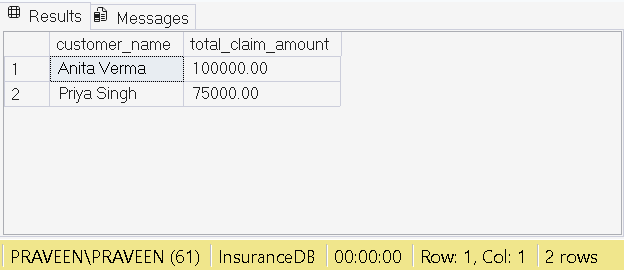 Results Messages
customer_name total_claim_amount
1 Anita Verma 100000.00
2 Priya Singh 75000.00
PRAVEEN\PRAVEEN (61) InsuranceDB 00:00:00 Row: 1, Col: 1 2 rows